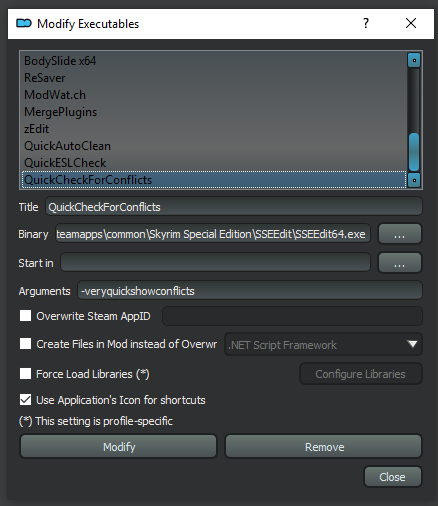 Modify Executables
BodySlide x64
ReSaver
ModWat.ch
MergePlugins
zEdit
QuickAutoClean
QuickESLCheck
QuickCheckForConflicts
Title QuickCheckForConflicts
Binary teamapps\common\Skyrim Special Edition\SSEEdit\SSEEdit64.exe ...
Start in ...
Arguments -veryquickshowconflicts
Overwrite Steam AppID
Create Files in Mod instead of Overwr .NET Script Framework
Force Load Libraries (*) Configure Libraries
Use Application's Icon for shortcuts
(*) This setting is profile-specific
Modify Remove
Close